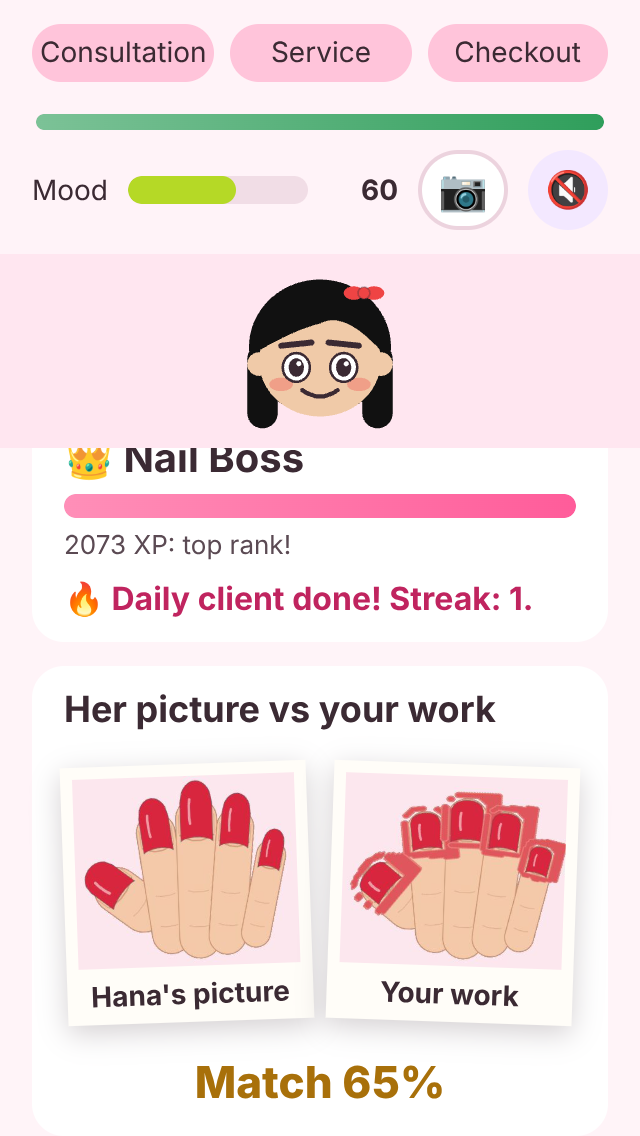 Consultation
Service
Checkout
Mood
60
Nail Boss
2073 XP: top rank!
Daily client done! Streak: 1.
Her picture vs your work
Hana's picture
Your work
Match 65%